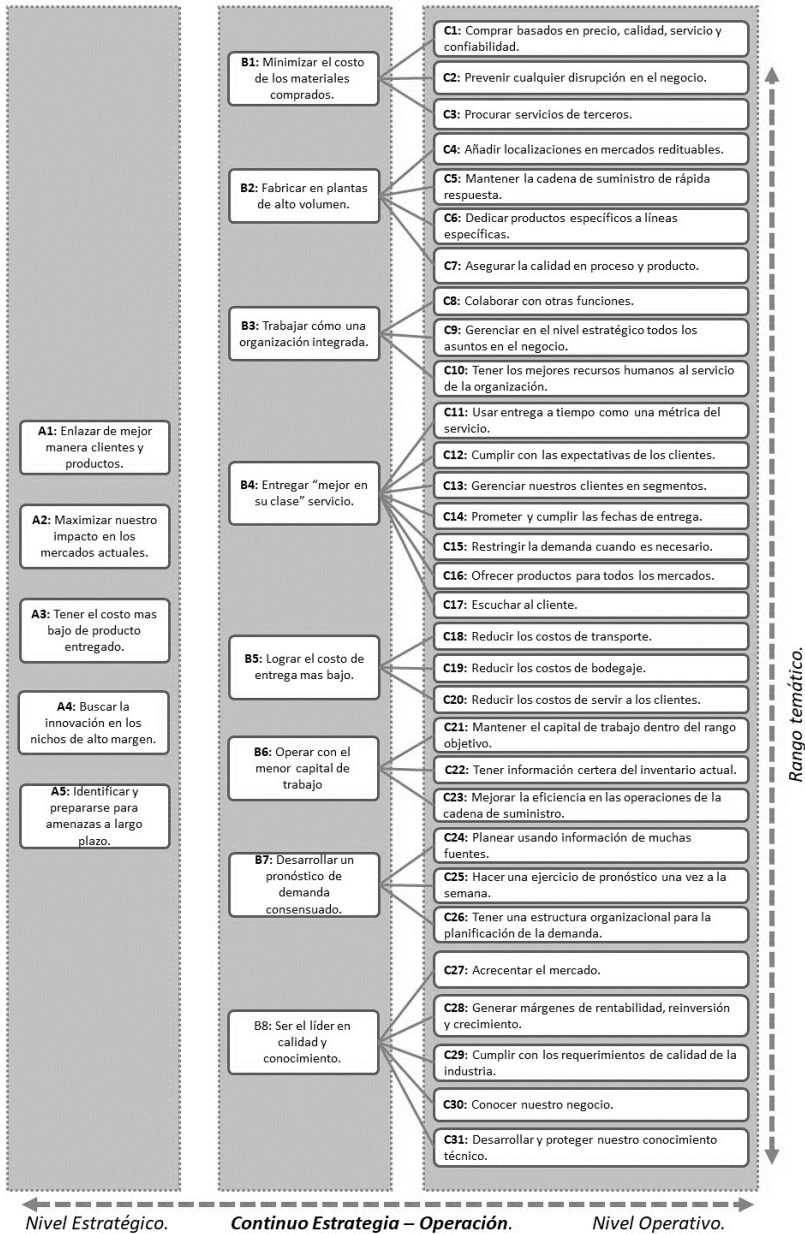 A1: Enlazar de mejor
manera clientes y
productos.
A2: Maximizar nuestro
impacto en los
mercados actuales.
A3: Tener el costo mas
bajo de producto
entregado.
A4: Buscar la
innovación en los
nichos de alto margen.
A5: Identificar y
prepararse para
amenazas a largo
plazo.
B1: Minimizar el costo
de los materiales
comprados.
B2: Fabricar en plantas
de alto volumen.
B3: Trabajar cómo una
organización integrada.
B4: Entregar “mejor en
su clase” servicio.
B5: Lograr el costo de
entrega mas bajo.
B6: Operar con el
menor capital de
trabajo
B7: Desarrollar un
pronóstico de
demanda
consensuado.
B8: Ser el líder en
calidad y
conocimiento.
C1: Comprar basados en precio, calidad, servicio y
confiabilidad.
C2: Prevenir cualquier disrupción en el negocio.
C3: Procurar servicios de terceros.
C4: Añadir localizaciones en mercados redituables.
C5: Mantener la cadena de suministro de rápida
respuesta.
C6: Dedicar productos específicos a líneas
específicas.
C7: Asegurar la calidad en proceso y producto.
C8: Colaborar con otras funciones.
C9: Gerenciar en el nivel estratégico todos los
asuntos en el negocio.
C10: Tener los mejores recursos humanos al servicio
de la organización.
C11: Usar entrega a tiempo como una métrica del
servicio.
C12: Cumplir con las expectativas de los clientes.
C13: Gerenciar nuestros clientes en segmentos.
C14: Prometer y cumplir las fechas de entrega.
C15: Restringir la demanda cuando es necesario.
C16: Ofrecer productos para todos los mercados.
C17: Escuchar al cliente.
C18: Reducir los costos de transporte.
C19: Reducir los costos de bodegaje.
C20: Reducir los costos de servir a los clientes.
C21: Mantener el capital de trabajo dentro del rango
objetivo.
C22: Tener información certera del inventario actual.
C23: Mejorar la eficiencia en las operaciones de la
cadena de suministro.
C24: Planear usando información de muchas
fuentes.
C25: Hacer una ejercicio de pronóstico una vez a la
semana.
C26: Tener una estructura organizacional para la
planificación de la demanda.
C27: Acrecentar el mercado.
C28: Generar márgenes de rentabilidad, reinversión
y crecimiento.
C29: Cumplir con los requerimientos de calidad de la
industria.
C30: Conocer nuestro negocio.
C31: Desarrollar y proteger nuestro conocimiento
técnico.
Rango temático.
Nivel Estratégico. Continuo Estrategia – Operación. Nivel Operativo.